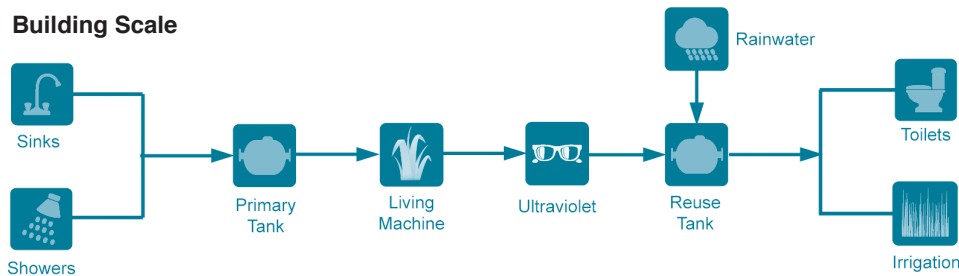 Building Scale
Rainwater
Sinks
Toilets
Primary
Tank
Living
Machine
Ultraviolet
Reuse
Tank
Showers
Irrigation